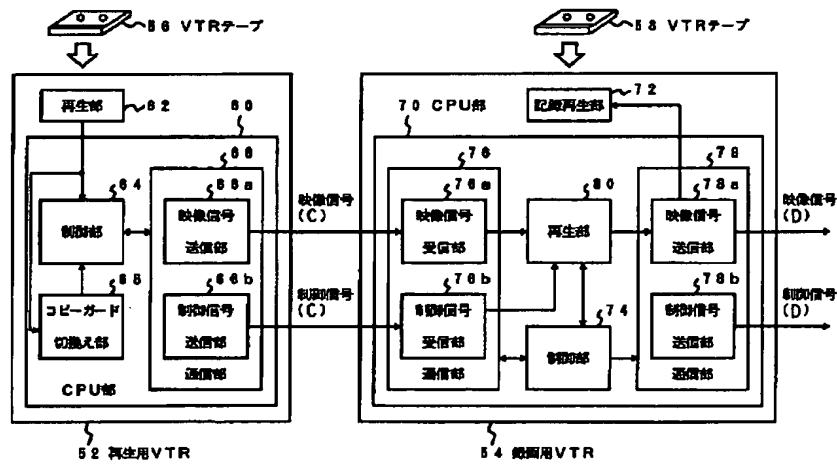 56 VTRテープ
58 VTRテープ
再生部
62
60
64
制御部
68
コピーガード
切換え部
CPU部
66
66a
映像信号
送信部
66b
制御信号
送信部
通信部
52 再生用VTR
映像信号
(C)
制御信号
(C)
70 CPU部
記録再生部
72
76
76a
映像信号
受信部
76b
制御信号
受信部
通信部
80
再生部
74
制御部
78
78a
映像信号
送信部
78b
制御信号
送信部
通信部
54 録画用VTR
映像信号
(D)
制御信号
(D)